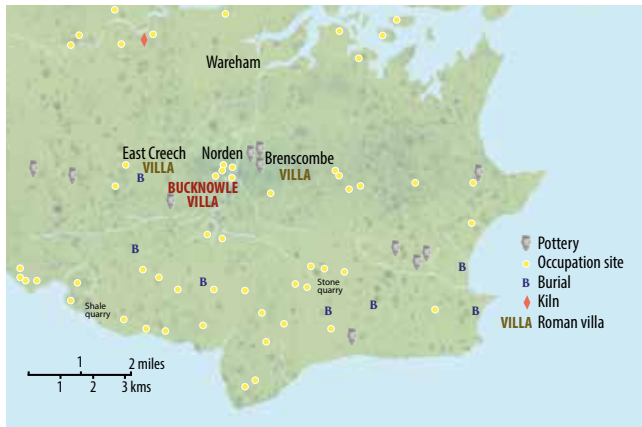 Wareham
East Creech
VILLA
Norden
Brenscombe
VILLA
B
BUCKNOWLE
VILLA
B
B
B
Stone
quarry
Shale
quarry
B
B
B
Pottery
Occupation site
B Burial
Kiln
VILLA Roman villa
1 2 miles
1 2 3 kms